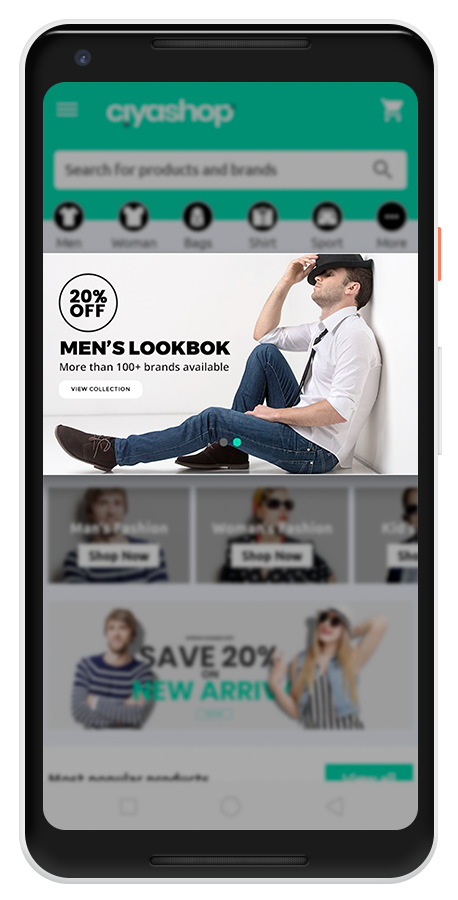 ciyashop
Search for products and brands
Men Woman Bags Shirt Sport More
20%
OFF
MEN'S LOOKBOK
More than 100+ brands available
VIEW COLLECTION
Man's Fashion Woman's Fashion Kid's
Shop Now Shop Now Sho
SAVE 20%
ON
NEW ARRIV
Most popular products View all